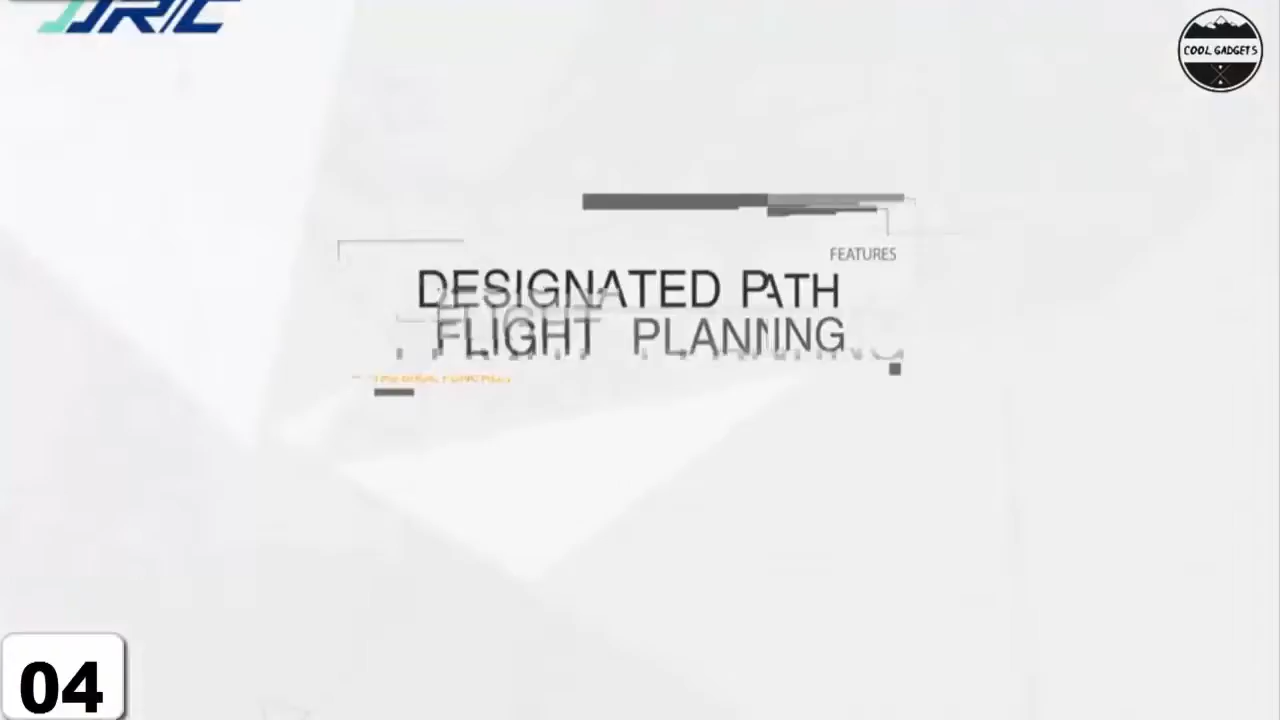 JJRC
COOL GADGETS
FEATURES
DESIGNATED PATH
FLIGHT PLANNING
04